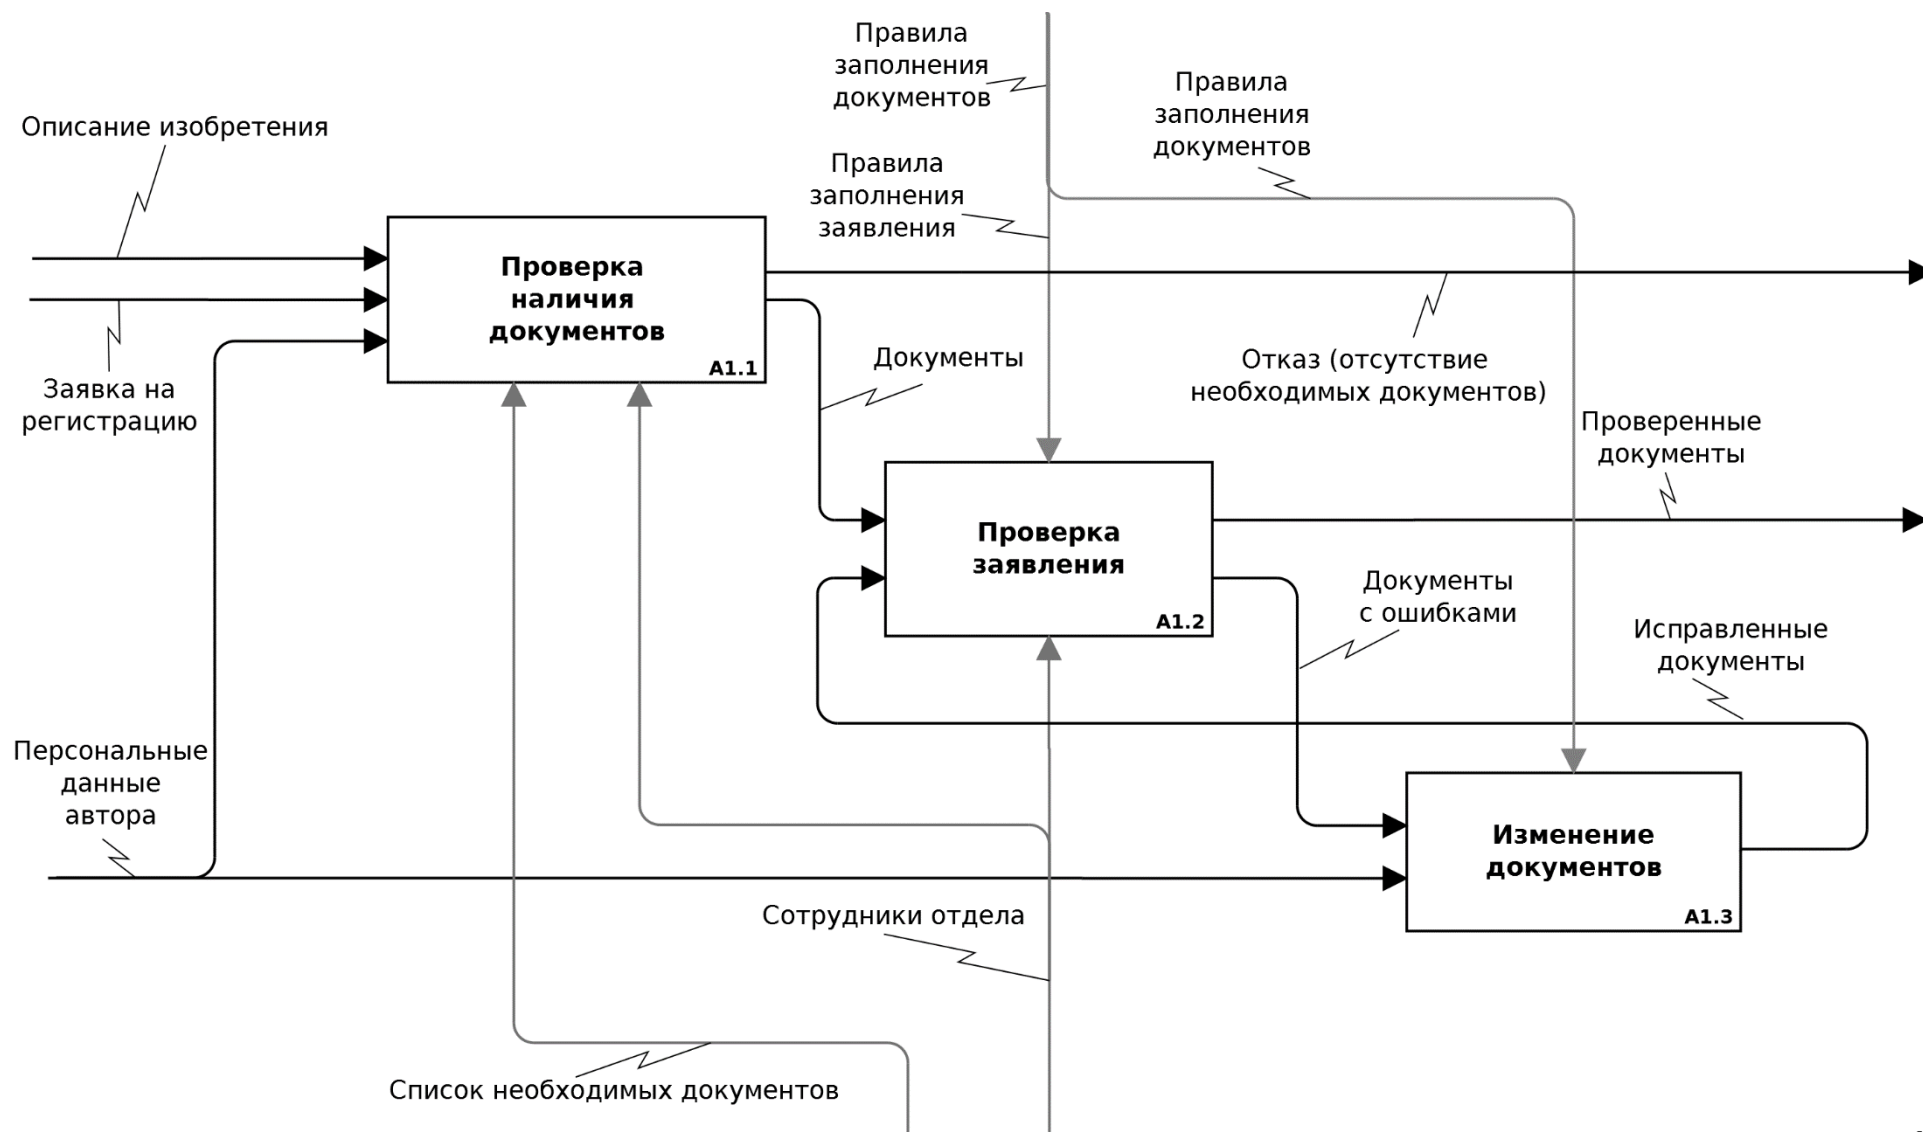 Правила
заполнения
документов
Правила
заполнения
документов
Описание изобретения
Правила
заполнения
заявления
Проверка
наличия
документов
A1.1
Документы
Отказ (отсутствие
необходимых документов)
Заявка на
регистрацию
Проверенные
документы
Проверка
заявления
A1.2
Документы
с ошибками
Исправленные
документы
Персональные
данные
автора
Изменение
документов
A1.3
Сотрудники отдела
Список необходимых документов